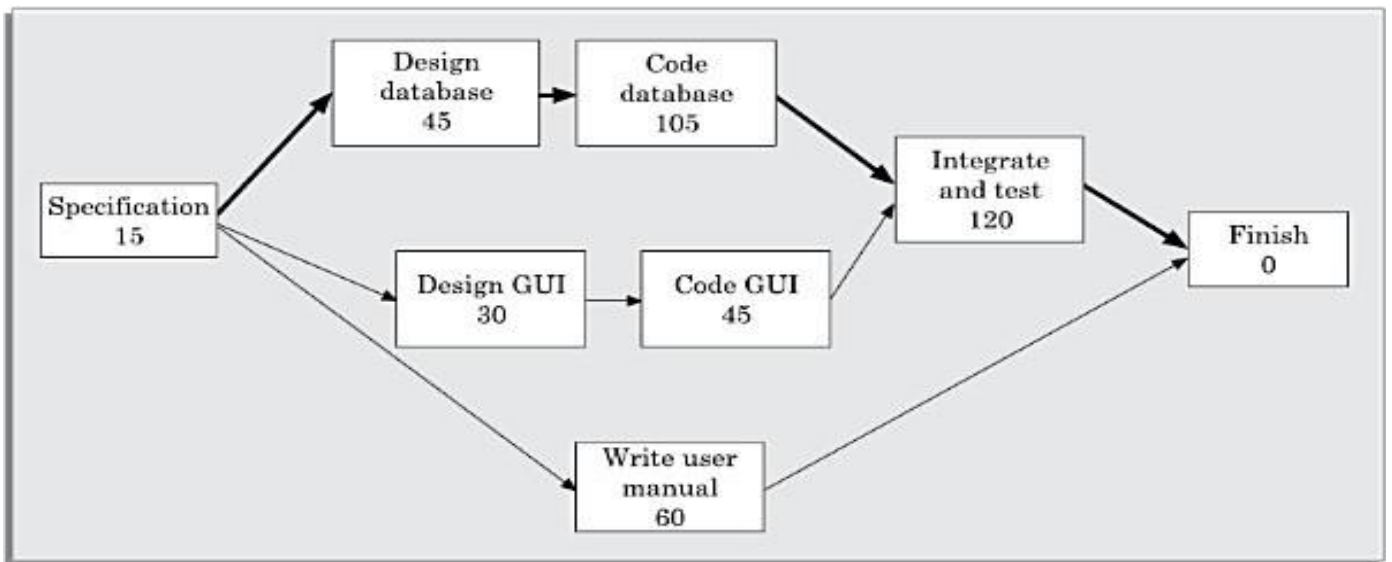 Design
database
45
Code
database
105
Integrate
and test
120
Specification
15
Finish
0
Design GUI
30
Code GUI
45
Write user
manual
60